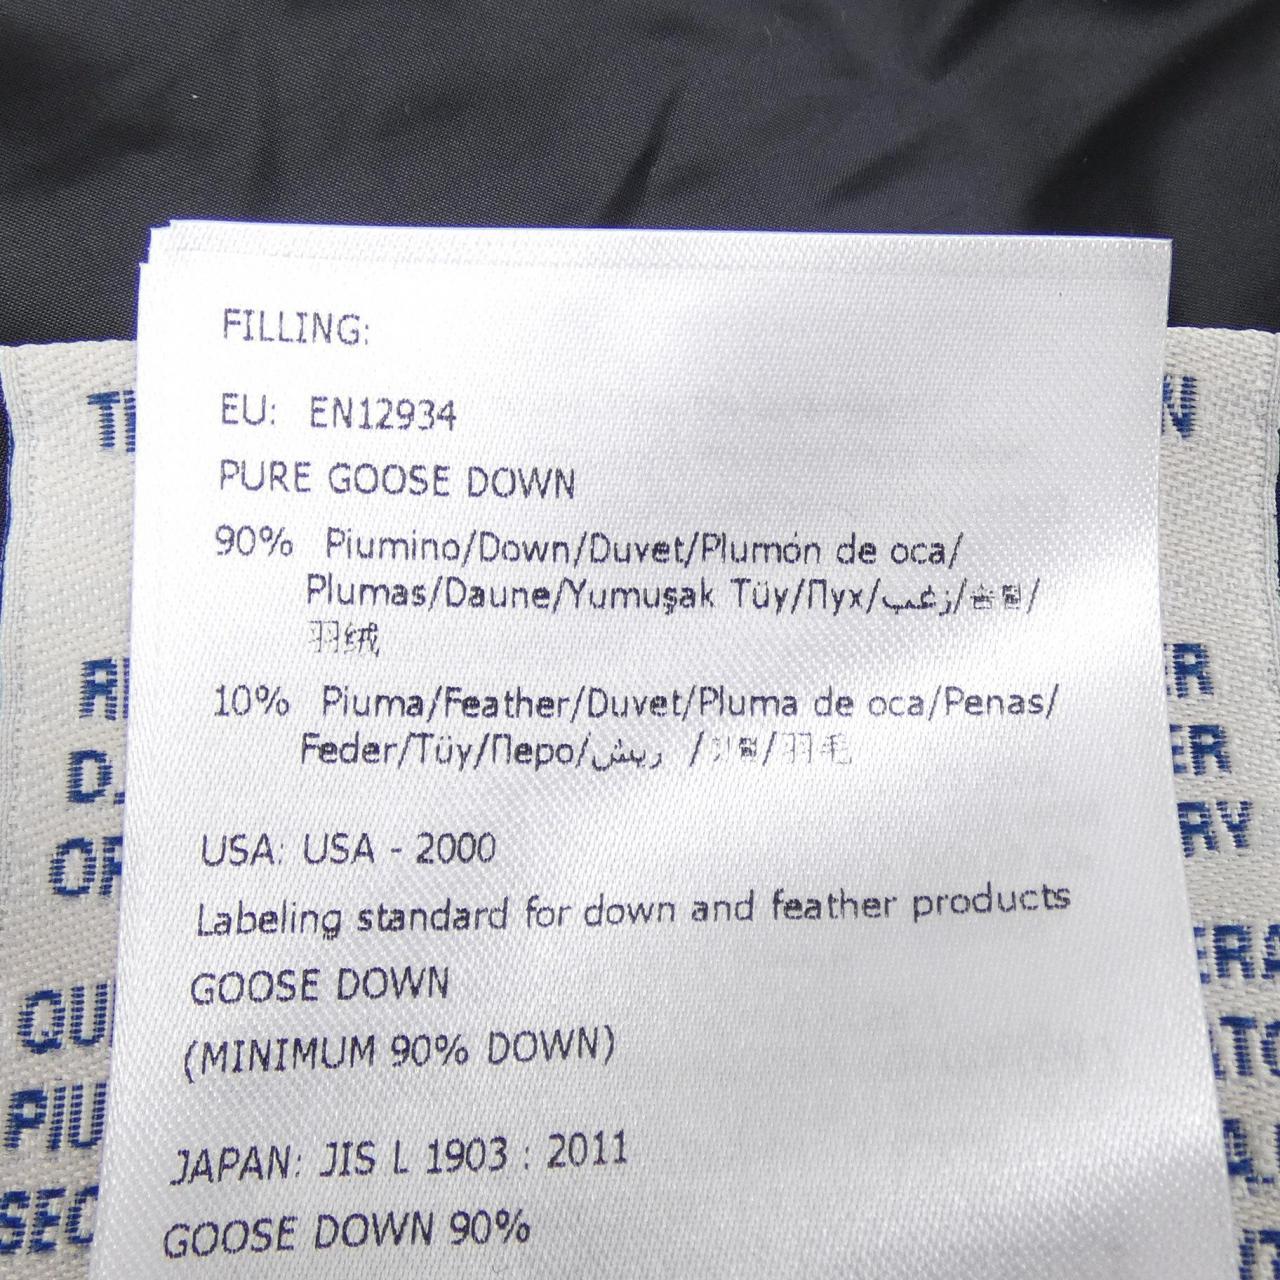 FILLING:
EU: EN12934
PURE GOOSE DOWN
90% Piumino/Down/Duvet/Plumón de oca/
Plumas/Daune/Yumuşak Tüy/Пух/زغب/솜털/
羽绒
10% Piuma/Feather/Duvet/Pluma de oca/Penas/
Feder/Tüy/Перо/ريش /깃털/羽毛
USA: USA - 2000
Labeling standard for down and feather products
GOOSE DOWN
(MINIMUM 90% DOWN)
JAPAN: JIS L 1903 : 2011
GOOSE DOWN 90%